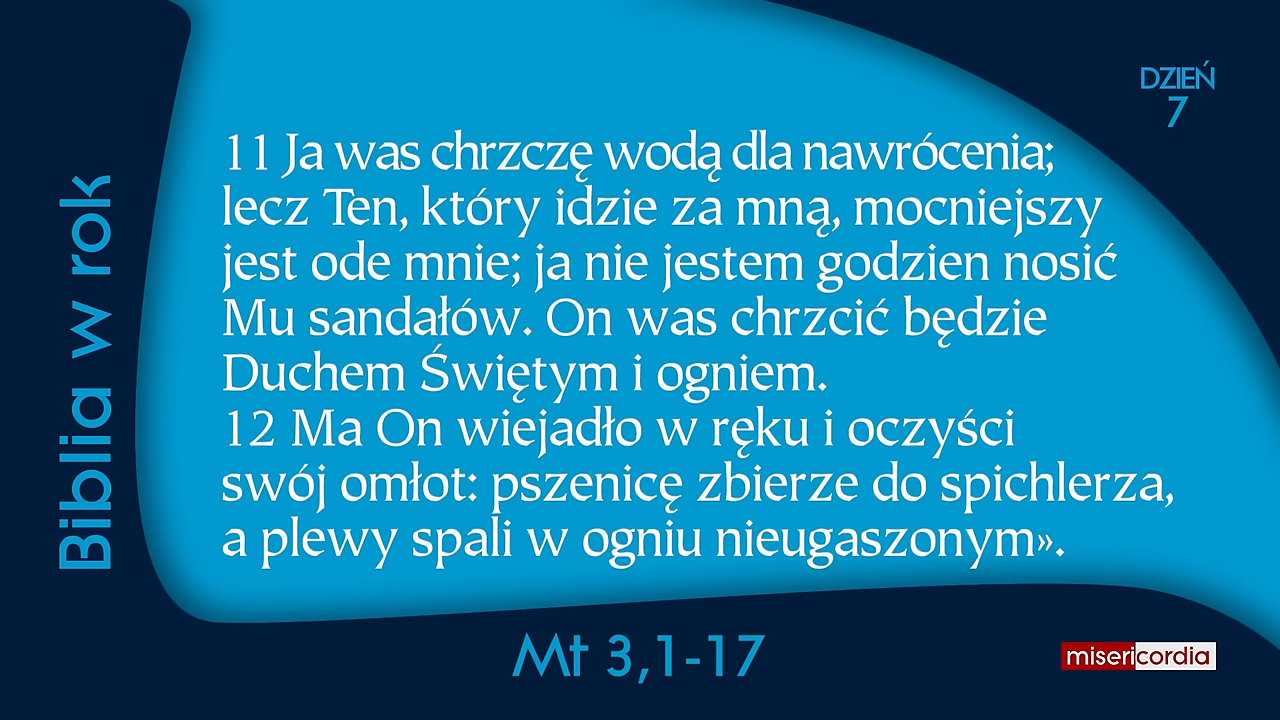 DZIEŃ
7
11 Ja was chrzczę wodą dla nawrócenia;
lecz Ten, który idzie za mną, mocniejszy
jest ode mnie; ja nie jestem godzien nosić
Mu sandałów. On was chrzcić będzie
Duchem Świętym i ogniem.
12 Ma On wiejadło w ręku i oczyści
swój omłot: pszenicę zbierze do spichlerza,
a plewy spali w ogniu nieugaszonym».
Biblia w rok
Mt 3,1-17
misericordia